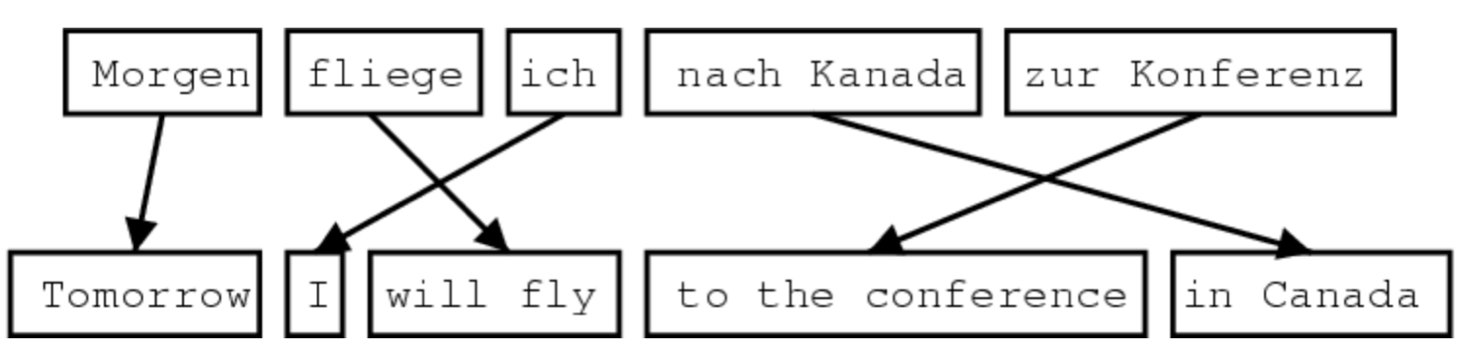 Morgen fliege ich nach Kanada zur Konferenz
Tomorrow I will fly to the conference in Canada